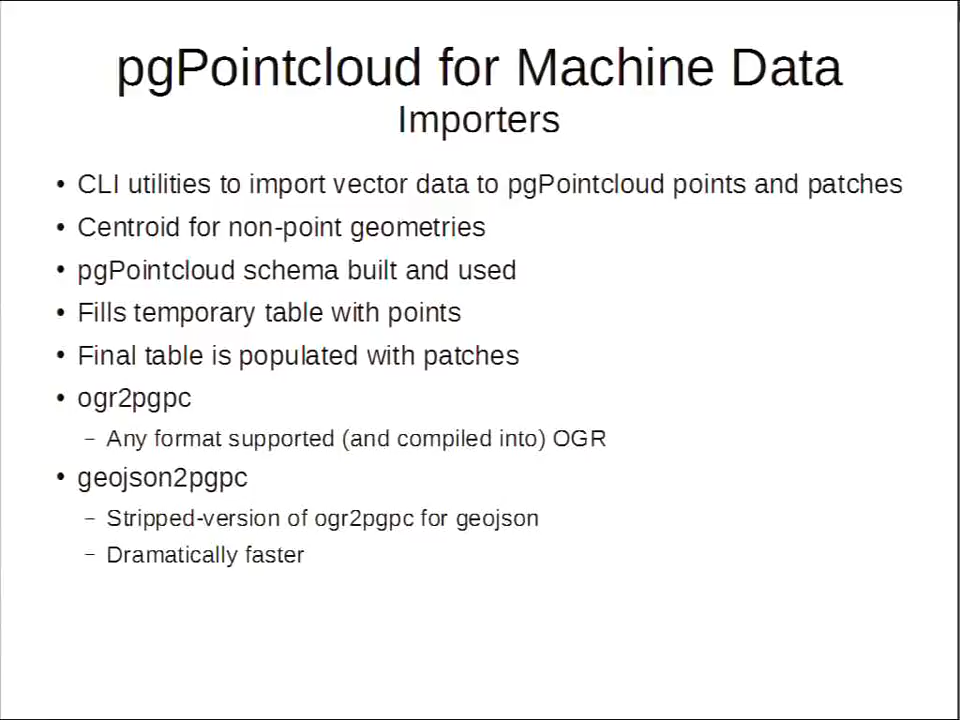 pgPointcloud for Machine Data
Importers
• CLI utilities to import vector data to pgPointcloud points and patches
• Centroid for non-point geometries
• pgPointcloud schema built and used
• Fills temporary table with points
• Final table is populated with patches
• ogr2pgpc
– Any format supported (and compiled into) OGR
• geojson2pgpc
– Stripped-version of ogr2pgpc for geojson
– Dramatically faster